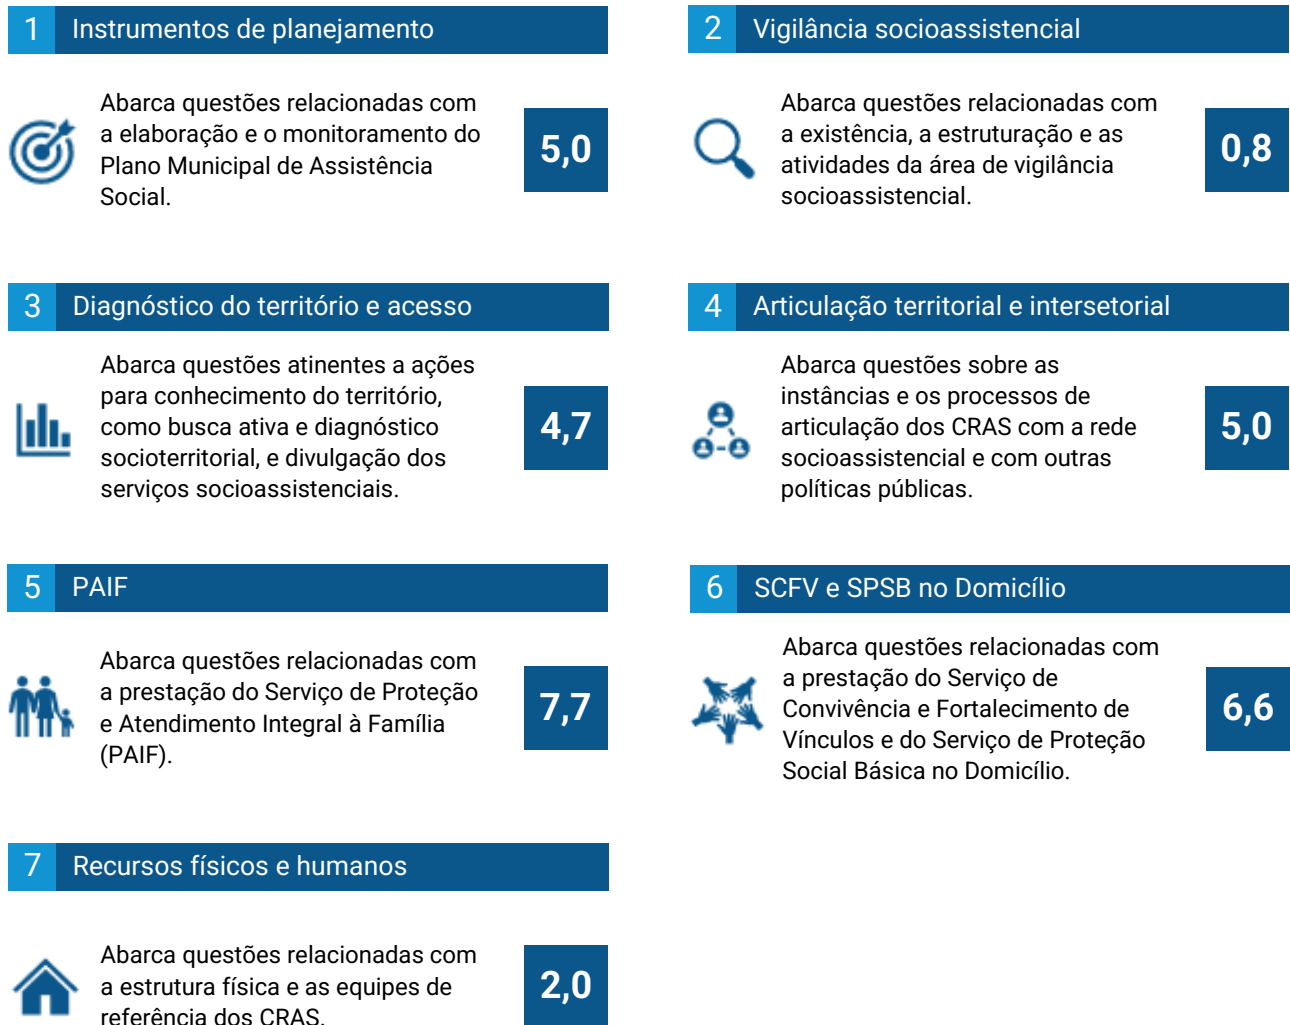 1 Instrumentos de planejamento
Abarca questões relacionadas com
a elaboração e o monitoramento do
Plano Municipal de Assistência
Social.
5,0
2 Vigilância socioassistencial
Abarca questões relacionadas com
a existência, a estruturação e as
atividades da área de vigilância
socioassistencial.
0,8
3 Diagnóstico do território e acesso
Abarca questões atinentes a ações
para conhecimento do território,
como busca ativa e diagnóstico
socioterritorial, e divulgação dos
serviços socioassistenciais.
4,7
4 Articulação territorial e intersetorial
Abarca questões sobre as
instâncias e os processos de
articulação dos CRAS com a rede
socioassistencial e com outras
políticas públicas.
5,0
5 PAIF
Abarca questões relacionadas com
a prestação do Serviço de Proteção
e Atendimento Integral à Família
(PAIF).
7,7
6 SCFV e SPSB no Domicílio
Abarca questões relacionadas com
a prestação do Serviço de
Convivência e Fortalecimento de
Vínculos e do Serviço de Proteção
Social Básica no Domicílio.
6,6
7 Recursos físicos e humanos
Abarca questões relacionadas com
a estrutura física e as equipes de
referência dos CRAS.
2,0